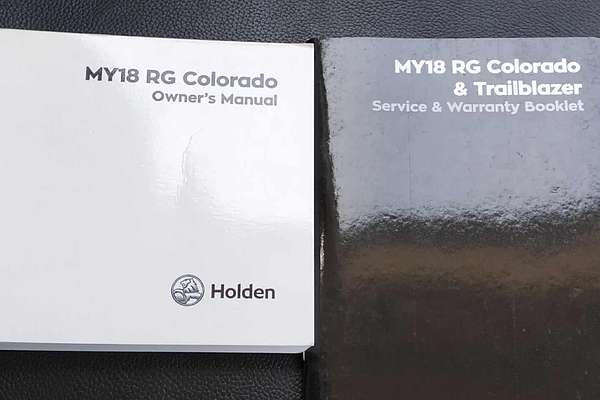 MY18 RG Colorado
Owner's Manual
Holden
MY18 RG Colorado
& Trailblazer
Service & Warranty Booklet